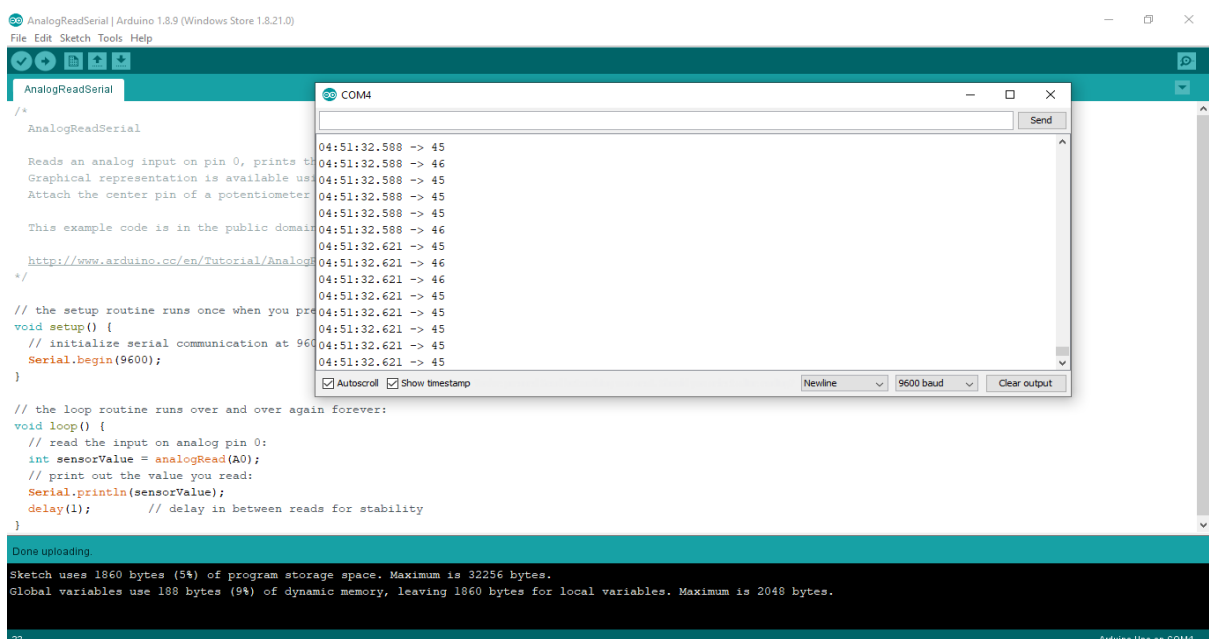 AnalogReadSerial | Arduino 1.8.9 (Windows Store 1.8.21.0)
File Edit Sketch Tools Help
AnalogReadSerial
/*
AnalogReadSerial
Reads an analog input on pin 0, prints
Graphical representation is available
Attach the center pin of a potentiometer
This example code is in the public
http://www.arduino.cc/en/Tutorial/
*/
// the setup routine runs once when you
void setup() {
// initialize serial communication at
Serial.begin(9600);
}
// the loop routine runs over and over again forever:
void loop() {
// read the input on analog pin 0:
int sensorValue = analogRead(A0);
// print out the value you read:
Serial.println(sensorValue);
delay(1);        // delay in between reads for stability
}
COM4
Send
04:51:32.588 -> 45
04:51:32.588 -> 46
04:51:32.588 -> 45
04:51:32.588 -> 45
04:51:32.588 -> 45
04:51:32.588 -> 46
04:51:32.621 -> 45
04:51:32.621 -> 46
04:51:32.621 -> 46
04:51:32.621 -> 45
04:51:32.621 -> 45
04:51:32.621 -> 45
04:51:32.621 -> 45
04:51:32.621 -> 45
Autoscroll Show timestamp Newline 9600 baud Clear output
Done uploading.
Sketch uses 1860 bytes (5%) of program storage space. Maximum is 32256 bytes.
Global variables use 188 bytes (9%) of dynamic memory, leaving 1860 bytes for local variables. Maximum is 2048 bytes.